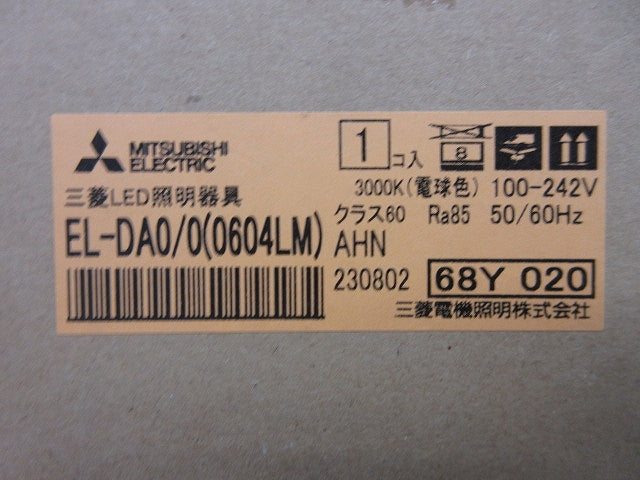 MITSUBISHI
ELECTRIC
1コ入
8
三菱LED照明器具
3000K(電球色) 100-242V
クラス60 Ra85 50/60Hz
EL-DA0/0(0604LM) AHN
230802 68Y 020
三菱電機照明株式会社